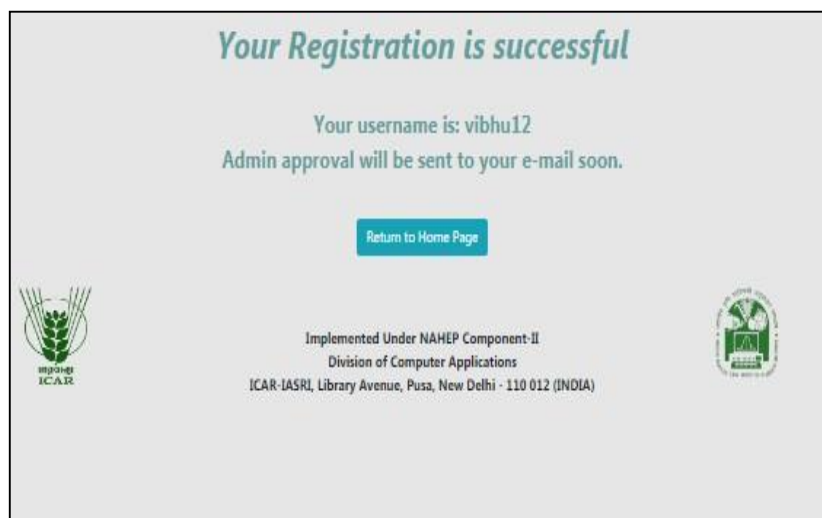 Your Registration is successful
Your username is: vibhu12
Admin approval will be sent to your e-mail soon.
Return to Home Page
ICAR
Implemented Under NAHEP Component-II
Division of Computer Applications
ICAR-IASRI, Library Avenue, Pusa, New Delhi - 110 012 (INDIA)